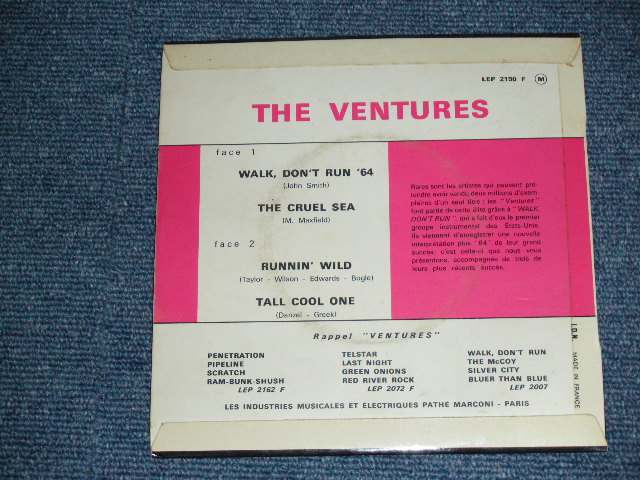 LEP 2190 F M
THE VENTURES
face 1
WALK, DON'T RUN '64
(John Smith)
THE CRUEL SEA
(M. Maxfield)
face 2
RUNNIN' WILD
(Taylor - Wilson - Edwards - Bogle)
TALL COOL ONE
(Danzel - Greek)
Rares sont les artistes qui peuvent pré-
tendre avoir vendu deux millions d'exem-
plaires d'un seul titre : les "Ventures"
font partie de cette élite grâce à "WALK,
DON'T RUN", qui a fait d'eux le premier
groupe instrumental des États-Unis.
Ils viennent d'enregistrer une nouvelle
interprétation plus "64" de leur grand
succès; c'est celle-ci que nous vous
présentons, accompagnée de trois de
leurs plus récents succès.
Rappel "VENTURES"
PENETRATION
PIPELINE
SCRATCH
RAM-BUNK-SHUSH
LEP 2162 F
TELSTAR
LAST NIGHT
GREEN ONIONS
RED RIVER ROCK
LEP 2072 F
WALK, DON'T RUN
THE McCOY
SILVER CITY
BLUER THAN BLUE
LEP 2007
LES INDUSTRIES MUSICALES ET ÉLECTRIQUES PATHÉ MARCONI - PARIS
I.D.N. MADE IN FRANCE